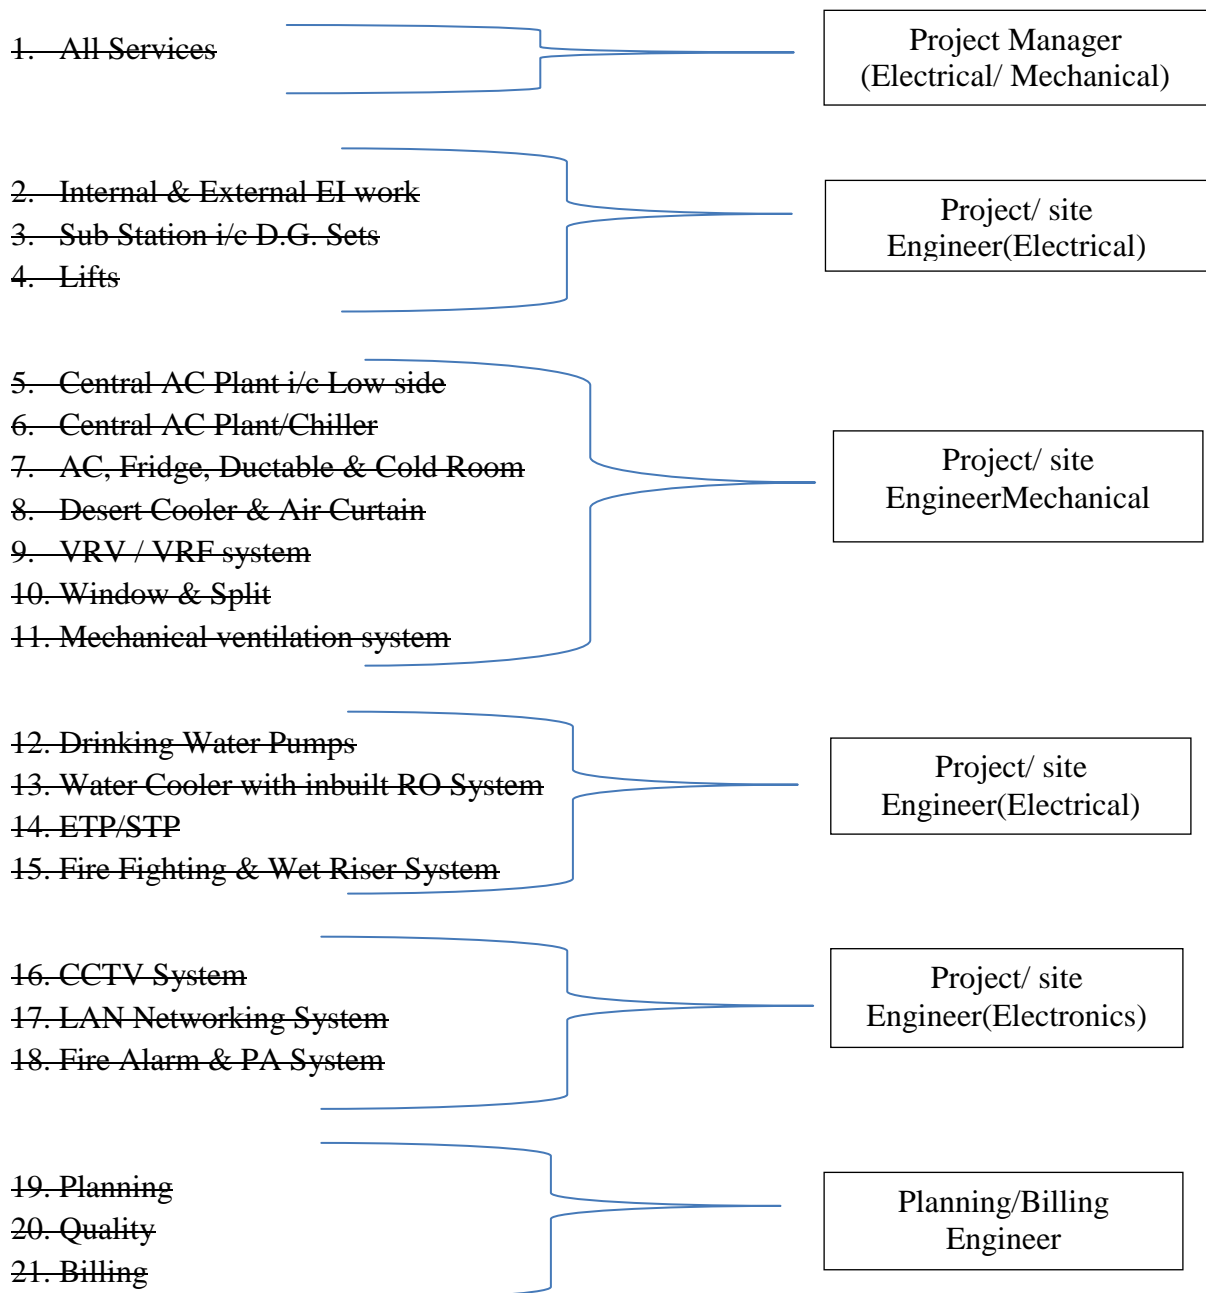 1. All Services
Project Manager
(Electrical/ Mechanical)
2. Internal & External EI work
3. Sub Station i/c D.G. Sets
4. Lifts
Project/ site
Engineer(Electrical)
5. Central AC Plant i/c Low side
6. Central AC Plant/Chiller
7. AC, Fridge, Ductable & Cold Room
8. Desert Cooler & Air Curtain
9. VRV / VRF system
10. Window & Split
11. Mechanical ventilation system
Project/ site
EngineerMechanical
12. Drinking Water Pumps
13. Water Cooler with inbuilt RO System
14. ETP/STP
15. Fire Fighting & Wet Riser System
Project/ site
Engineer(Electrical)
16. CCTV System
17. LAN Networking System
18. Fire Alarm & PA System
Project/ site
Engineer(Electronics)
19. Planning
20. Quality
21. Billing
Planning/Billing
Engineer